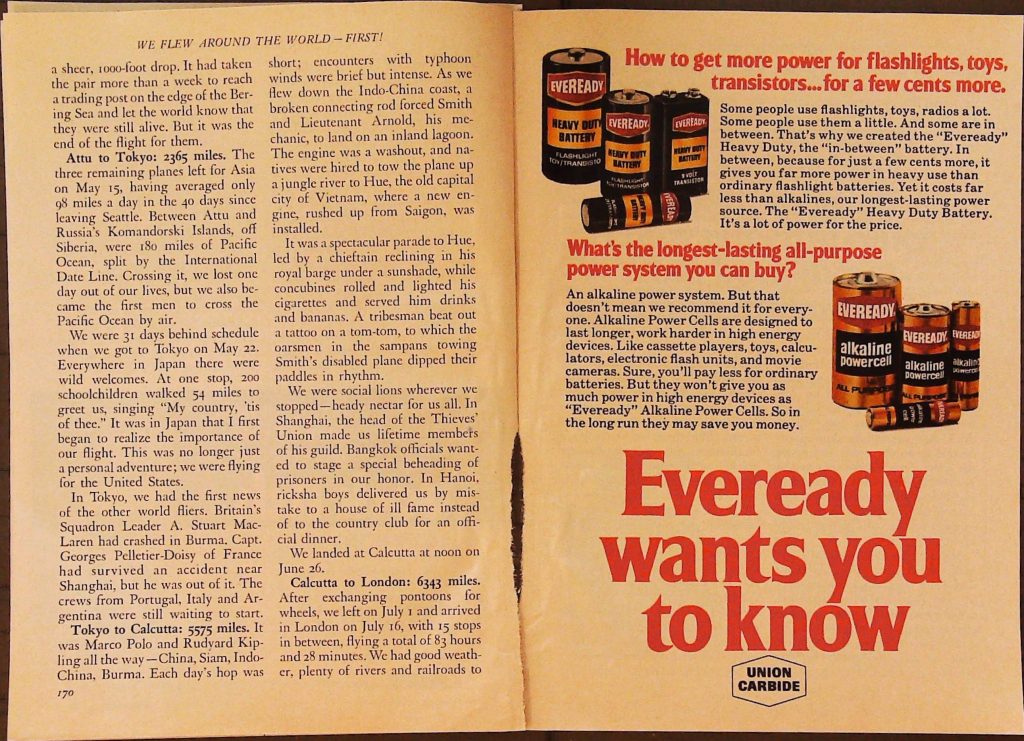 WE FLEW AROUND THE WORLD — FIRST!
a sheer, 1000-foot drop. It had taken
the pair more than a week to reach
a trading post on the edge of the Ber-
ing Sea and let the world know that
they were still alive. But it was the
end of the flight for them.
Attu to Tokyo: 2365 miles. The
three remaining planes left for Asia
on May 15, having averaged only
98 miles a day in the 40 days since
leaving Seattle. Between Attu and
Russia's Komandorski Islands, off
Siberia, were 180 miles of Pacific
Ocean, split by the International
Date Line. Crossing it, we lost one
day out of our lives, but we also be-
came the first men to cross the
Pacific Ocean by air.
We were 31 days behind schedule
when we got to Tokyo on May 22.
Everywhere in Japan there were
wild welcomes. At one stop, 200
schoolchildren walked 54 miles to
greet us, singing "My country, 'tis
of thee." It was in Japan that I first
began to realize the importance of
our flight. This was no longer just
a personal adventure; we were flying
for the United States.
In Tokyo, we had the first news
of the other world fliers. Britain's
Squadron Leader A. Stuart Mac-
Laren had crashed in Burma. Capt.
Georges Pelletier-Doisy of France
had survived an accident near
Shanghai, but he was out of it. The
crews from Portugal, Italy and Ar-
gentina were still waiting to start.
Tokyo to Calcutta: 5575 miles. It
was Marco Polo and Rudyard Kip-
ling all the way—China, Siam, Indo-
China, Burma. Each day's hop was
170
short; encounters with typhoon
winds were brief but intense. As we
flew down the Indo-China coast, a
broken connecting rod forced Smith
and Lieutenant Arnold, his me-
chanic, to land on an inland lagoon.
The engine was a washout, and na-
tives were hired to tow the plane up
a jungle river to Hue, the old capital
city of Vietnam, where a new en-
gine, rushed up from Saigon, was
installed.
It was a spectacular parade to Hue,
led by a chieftain reclining in his
royal barge under a sunshade, while
concubines rolled and lighted his
cigarettes and served him drinks
and bananas. A tribesman beat out
a tattoo on a tom-tom, to which the
oarsmen in the sampans towing
Smith's disabled plane dipped their
paddles in rhythm.
We were social lions wherever we
stopped—heady nectar for us all. In
Shanghai, the head of the Thieves'
Union made us lifetime members
of his guild. Bangkok officials want-
ed to stage a special beheading of
prisoners in our honor. In Hanoi,
ricksha boys delivered us by mis-
take to a house of ill fame instead
of to the country club for an offi-
cial dinner.
We landed at Calcutta at noon on
June 26.
Calcutta to London: 6343 miles.
After exchanging pontoons for
wheels, we left on July 1 and arrived
in London on July 16, with 15 stops
in between, flying a total of 83 hours
and 28 minutes. We had good weath-
er, plenty of rivers and railroads to
How to get more power for flashlights, toys,
transistors...for a few cents more.
EVEREADY
HEAVY DUTY
BATTERY
FLASHLIGHT
TOY/TRANSISTO
EVEREADY
HEAVY DUTY
BATTERY
FLASHLIGHT
TOY/TRANSISTOR
EVEREADY
HEAVY DUTY
BATTERY
9 VOLT
TRANSISTOR
HEAVY DUTY
BATTERY
EVEREADY
Some people use flashlights, toys, radios a lot.
Some people use them a little. And some are in
between. That's why we created the "Eveready"
Heavy Duty, the "in-between" battery. In
between, because for just a few cents more, it
gives you far more power in heavy use than
ordinary flashlight batteries. Yet it costs far
less than alkalines, our longest-lasting power
source. The "Eveready" Heavy Duty Battery.
It's a lot of power for the price.
What's the longest-lasting all-purpose
power system you can buy?
An alkaline power system. But that
doesn't mean we recommend it for every-
one. Alkaline Power Cells are designed to
last longer, work harder in high energy
devices. Like cassette players, toys, calcu-
lators, electronic flash units, and movie
cameras. Sure, you'll pay less for ordinary
batteries. But they won't give you as
much power in high energy devices as
"Eveready" Alkaline Power Cells. So in
the long run they may save you money.
EVEREADY
alkaline
powercell
ALL PURPOSE
EVEREADY
alkaline
powercell
ALL PURPOSE
EVEREADY
alkaline
powercel
Eveready
wants you
to know
UNION
CARBIDE